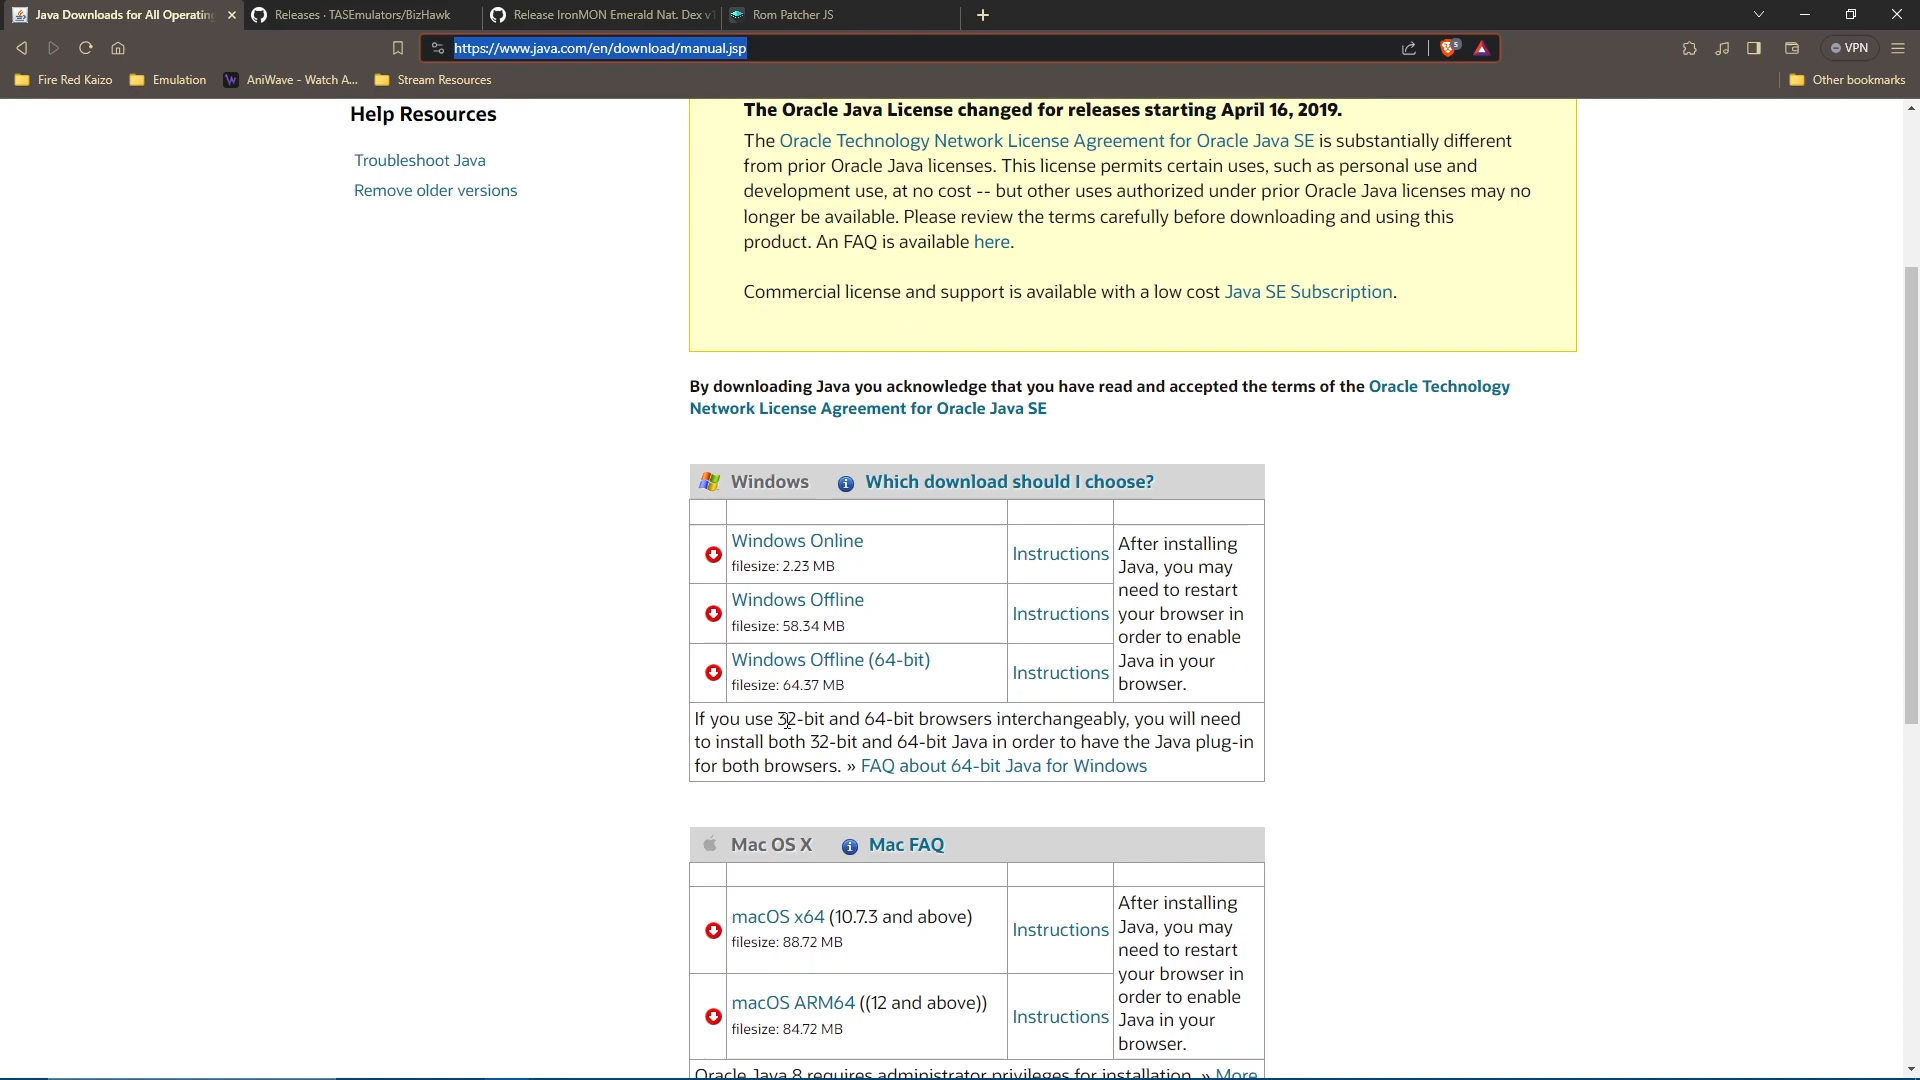 Java Downloads for All Operating
Releases · TASEmulators/BizHawk
Release IronMON Emerald Nat. Dex v1
Rom Patcher JS
https://www.java.com/en/download/manual.jsp
5
VPN
Fire Red Kaizo
Emulation
AniWave - Watch A...
Stream Resources
Other bookmarks
Help Resources
Troubleshoot Java
Remove older versions
The Oracle Java License changed for releases starting April 16, 2019.
The Oracle Technology Network License Agreement for Oracle Java SE is substantially different
from prior Oracle Java licenses. This license permits certain uses, such as personal use and
development use, at no cost -- but other uses authorized under prior Oracle Java licenses may no
longer be available. Please review the terms carefully before downloading and using this
product. An FAQ is available here.
Commercial license and support is available with a low cost Java SE Subscription.
By downloading Java you acknowledge that you have read and accepted the terms of the Oracle Technology
Network License Agreement for Oracle Java SE
Windows Which download should I choose?
Windows Online
filesize: 2.23 MB
Instructions
Windows Offline
filesize: 58.34 MB
Instructions
Windows Offline (64-bit)
filesize: 64.37 MB
Instructions
After installing
Java, you may
need to restart
your browser in
order to enable
Java in your
browser.
If you use 32-bit and 64-bit browsers interchangeably, you will need
to install both 32-bit and 64-bit Java in order to have the Java plug-in
for both browsers. » FAQ about 64-bit Java for Windows
Mac OS X Mac FAQ
macOS x64 (10.7.3 and above)
filesize: 88.72 MB
Instructions
macOS ARM64 ((12 and above))
filesize: 84.72 MB
Instructions
After installing
Java, you may
need to restart
your browser in
order to enable
Java in your
browser.
Oracle Java 8 requires administrator privileges for installation. » More